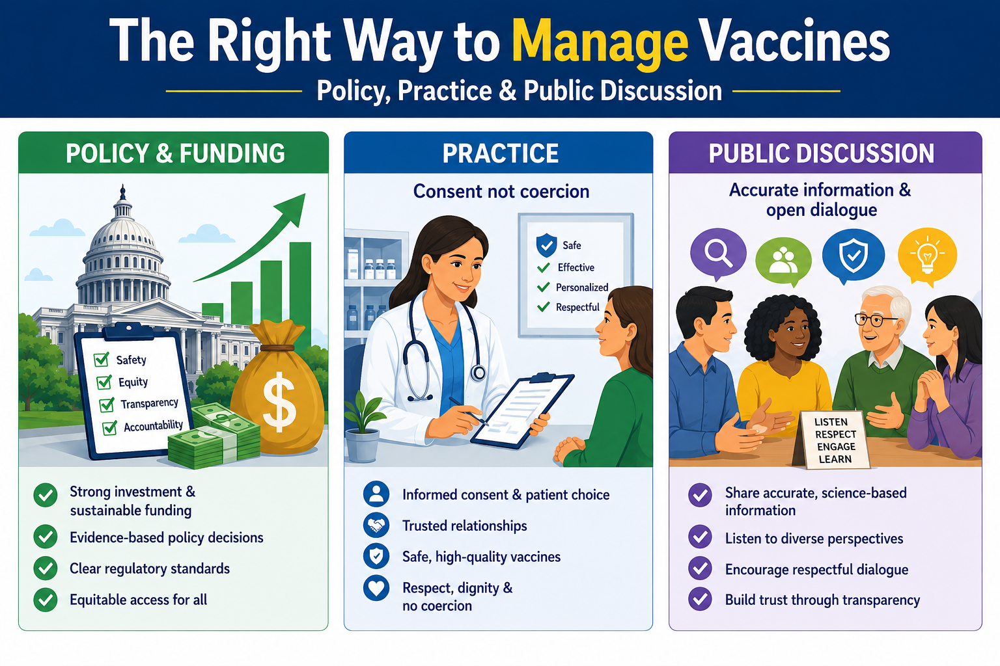 The Right Way to Manage Vaccines
Policy, Practice & Public Discussion
POLICY & FUNDING
Safety
Equity
Transparency
Accountability
$
Strong investment &
sustainable funding
Evidence-based policy decisions
Clear regulatory standards
Equitable access for all
PRACTICE
Consent not coercion
Safe
Effective
Personalized
Respectful
Informed consent & patient choice
Trusted relationships
Safe, high-quality vaccines
Respect, dignity &
no coercion
PUBLIC DISCUSSION
Accurate information &
open dialogue
LISTEN
RESPECT
ENGAGE
LEARN
Share accurate, science-based
information
Listen to diverse perspectives
Encourage respectful dialogue
Build trust through transparency